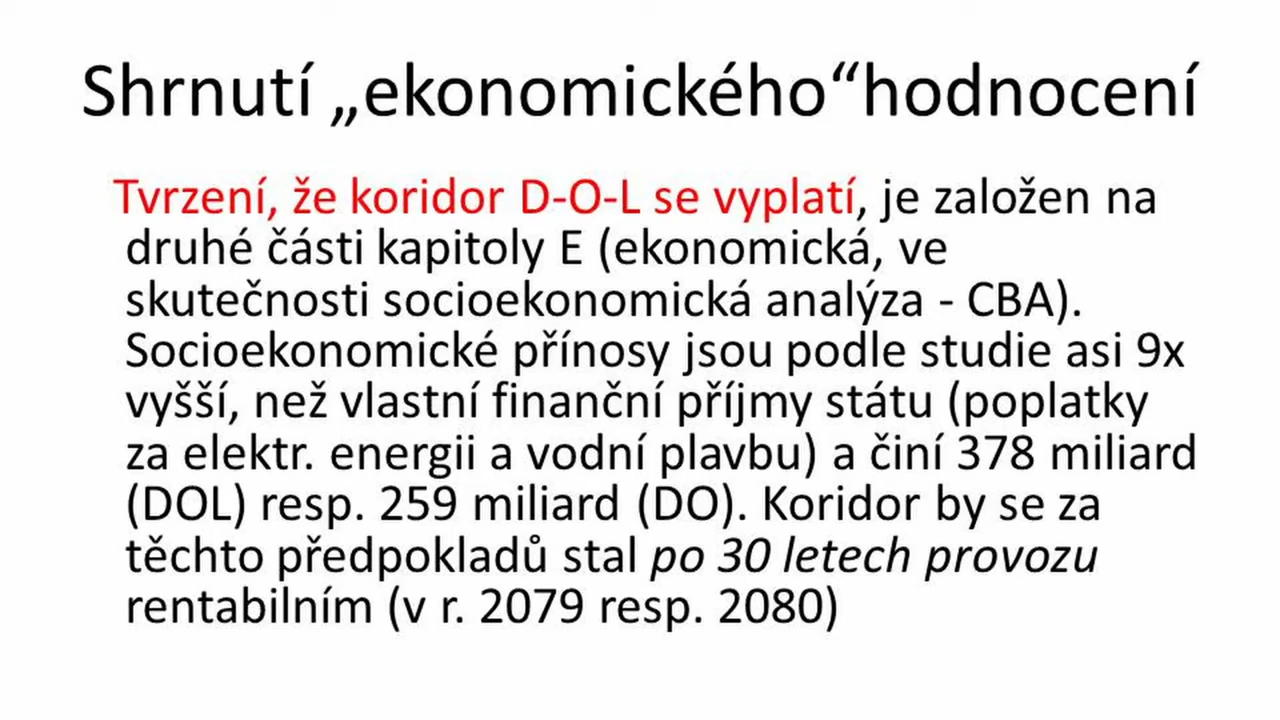 Shrnutí „ekonomického“hodnocení
Tvrzení, že koridor D-O-L se vyplatí, je založen na
druhé části kapitoly E (ekonomická, ve
skutečnosti socioekonomická analýza - CBA).
Socioekonomické přínosy jsou podle studie asi 9x
vyšší, než vlastní finanční příjmy státu (poplatky
za elektr. energii a vodní plavbu) a činí 378 miliard
(DOL) resp. 259 miliard (DO). Koridor by se za
těchto předpokladů stal po 30 letech provozu
rentabilním (v r. 2079 resp. 2080)